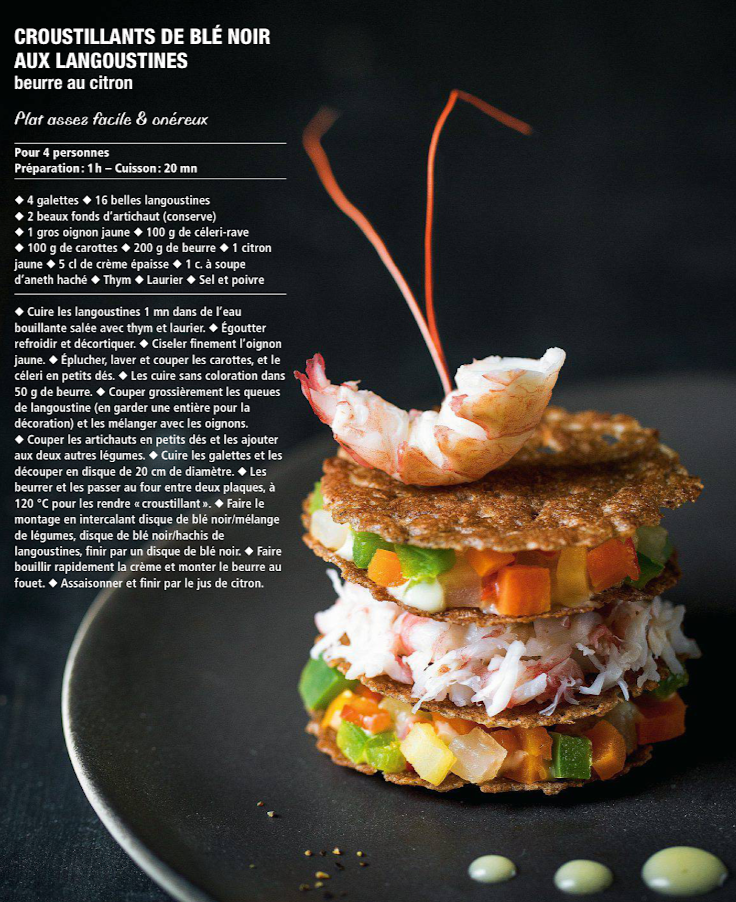 CROUSTILLANTS DE BLÉ NOIR
AUX LANGOUSTINES
beurre au citron
Plat assez facile & onéreux
Pour 4 personnes
Préparation : 1 h – Cuisson : 20 mn
◆ 4 galettes ◆ 16 belles langoustines
◆ 2 beaux fonds d’artichaut (conserve)
◆ 1 gros oignon jaune ◆ 100 g de céleri-rave
◆ 100 g de carottes ◆ 200 g de beurre ◆ 1 citron
jaune ◆ 5 cl de crème épaisse ◆ 1 c. à soupe
d’aneth haché ◆ Thym ◆ Laurier ◆ Sel et poivre
◆ Cuire les langoustines 1 mn dans de l’eau
bouillante salée avec thym et laurier. ◆ Égoutter
refroidir et décortiquer. ◆ Ciseler finement l’oignon
jaune. ◆ Éplucher, laver et couper les carottes, et le
céleri en petits dés. ◆ Les cuire sans coloration dans
50 g de beurre. ◆ Couper grossièrement les queues
de langoustine (en garder une entière pour la
décoration) et les mélanger avec les oignons.
◆ Couper les artichauts en petits dés et les ajouter
aux deux autres légumes. ◆ Cuire les galettes et les
découper en disque de 20 cm de diamètre. ◆ Les
beurrer et les passer au four entre deux plaques, à
120 °C pour les rendre « croustillant ». ◆ Faire le
montage en intercalant disque de blé noir/mélange
de légumes, disque de blé noir/hachis de
langoustines, finir par un disque de blé noir. ◆ Faire
bouillir rapidement la crème et monter le beurre au
fouet. ◆ Assaisonner et finir par le jus de citron.